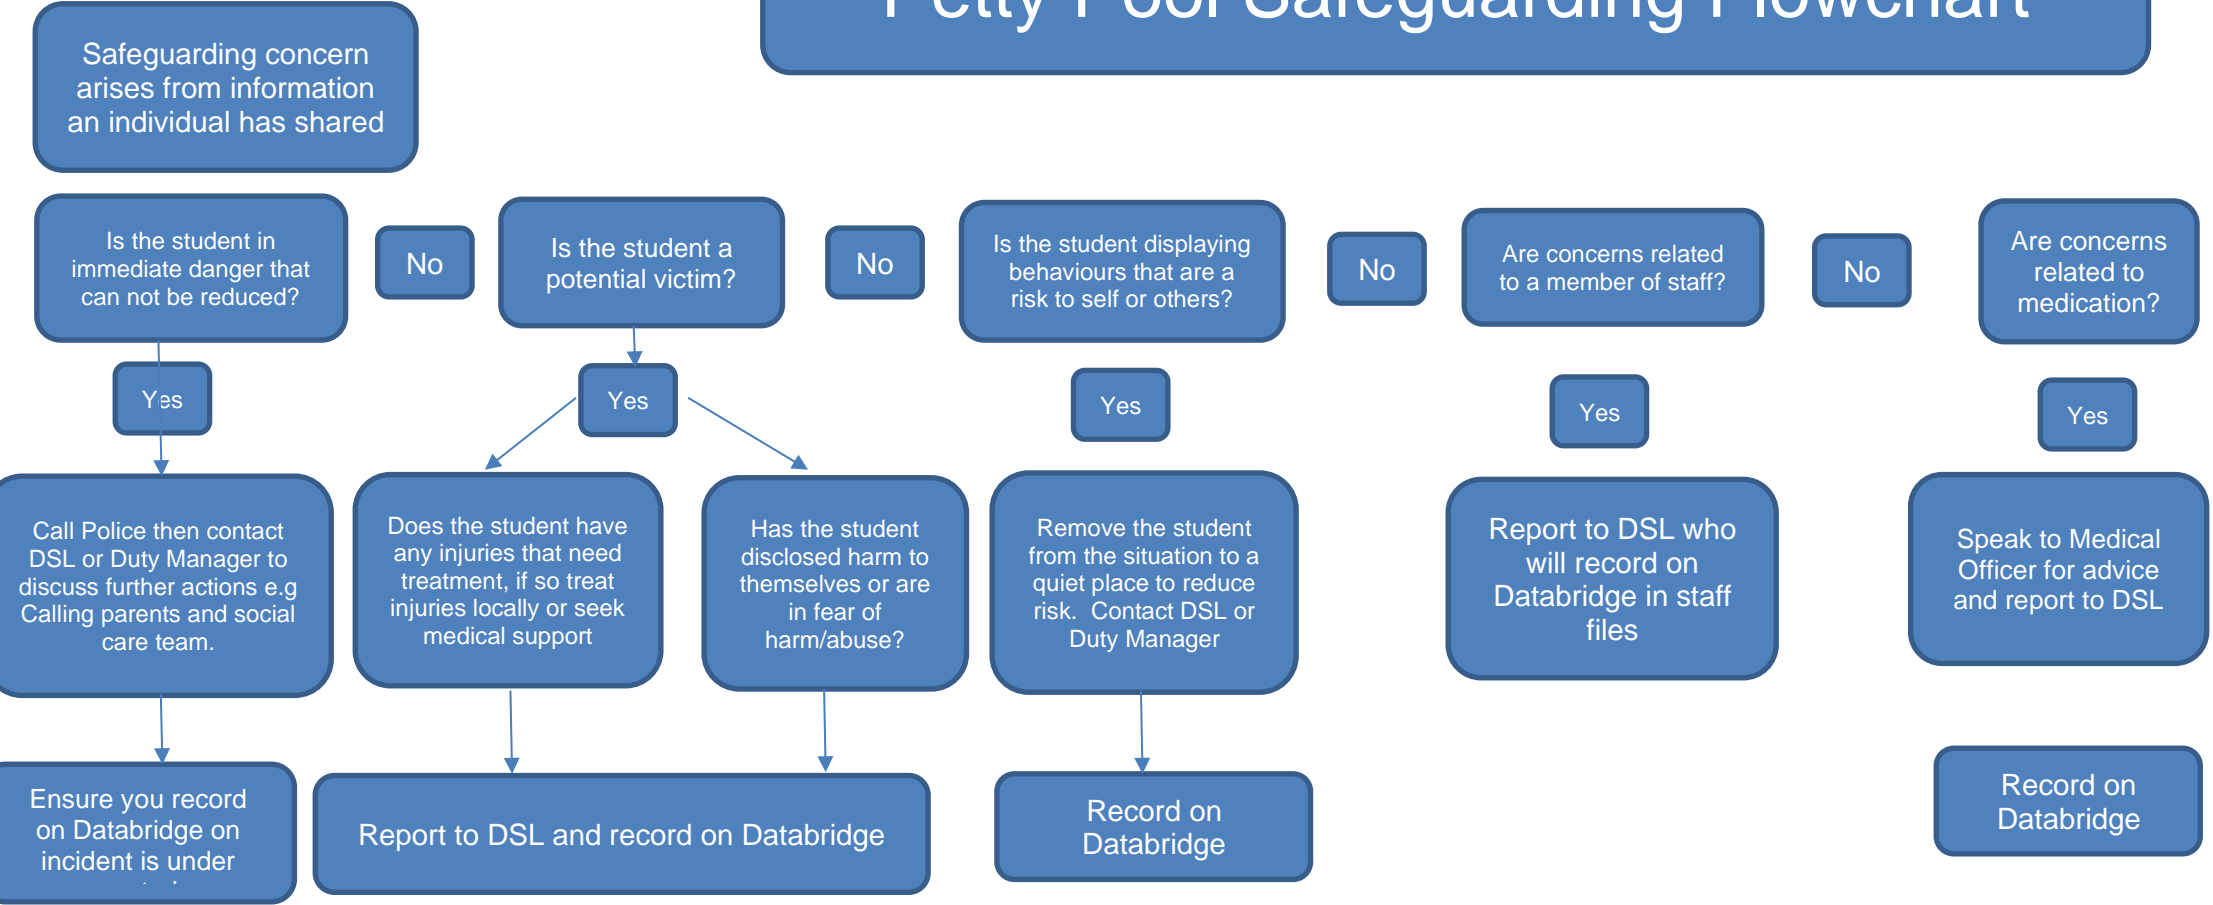 Petty Pool Safeguarding Flowchart
Safeguarding concern
arises from information
an individual has shared
Is the student in
immediate danger that
can not be reduced?
No
Is the student a
potential victim?
No
Is the student displaying
behaviours that are a
risk to self or others?
No
Are concerns related
to a member of staff?
No
Are concerns
related to
medication?
Yes
Yes
Yes
Yes
Yes
Call Police then contact
DSL or Duty Manager to
discuss further actions e.g
Calling parents and social
care team.
Does the student have
any injuries that need
treatment, if so treat
injuries locally or seek
medical support
Has the student
disclosed harm to
themselves or are
in fear of
harm/abuse?
Remove the student
from the situation to a
quiet place to reduce
risk.  Contact DSL or
Duty Manager
Report to DSL who
will record on
Databridge in staff
files
Speak to Medical
Officer for advice
and report to DSL
Ensure you record
on Databridge on
incident is under
Report to DSL and record on Databridge
Record on
Databridge
Record on
Databridge